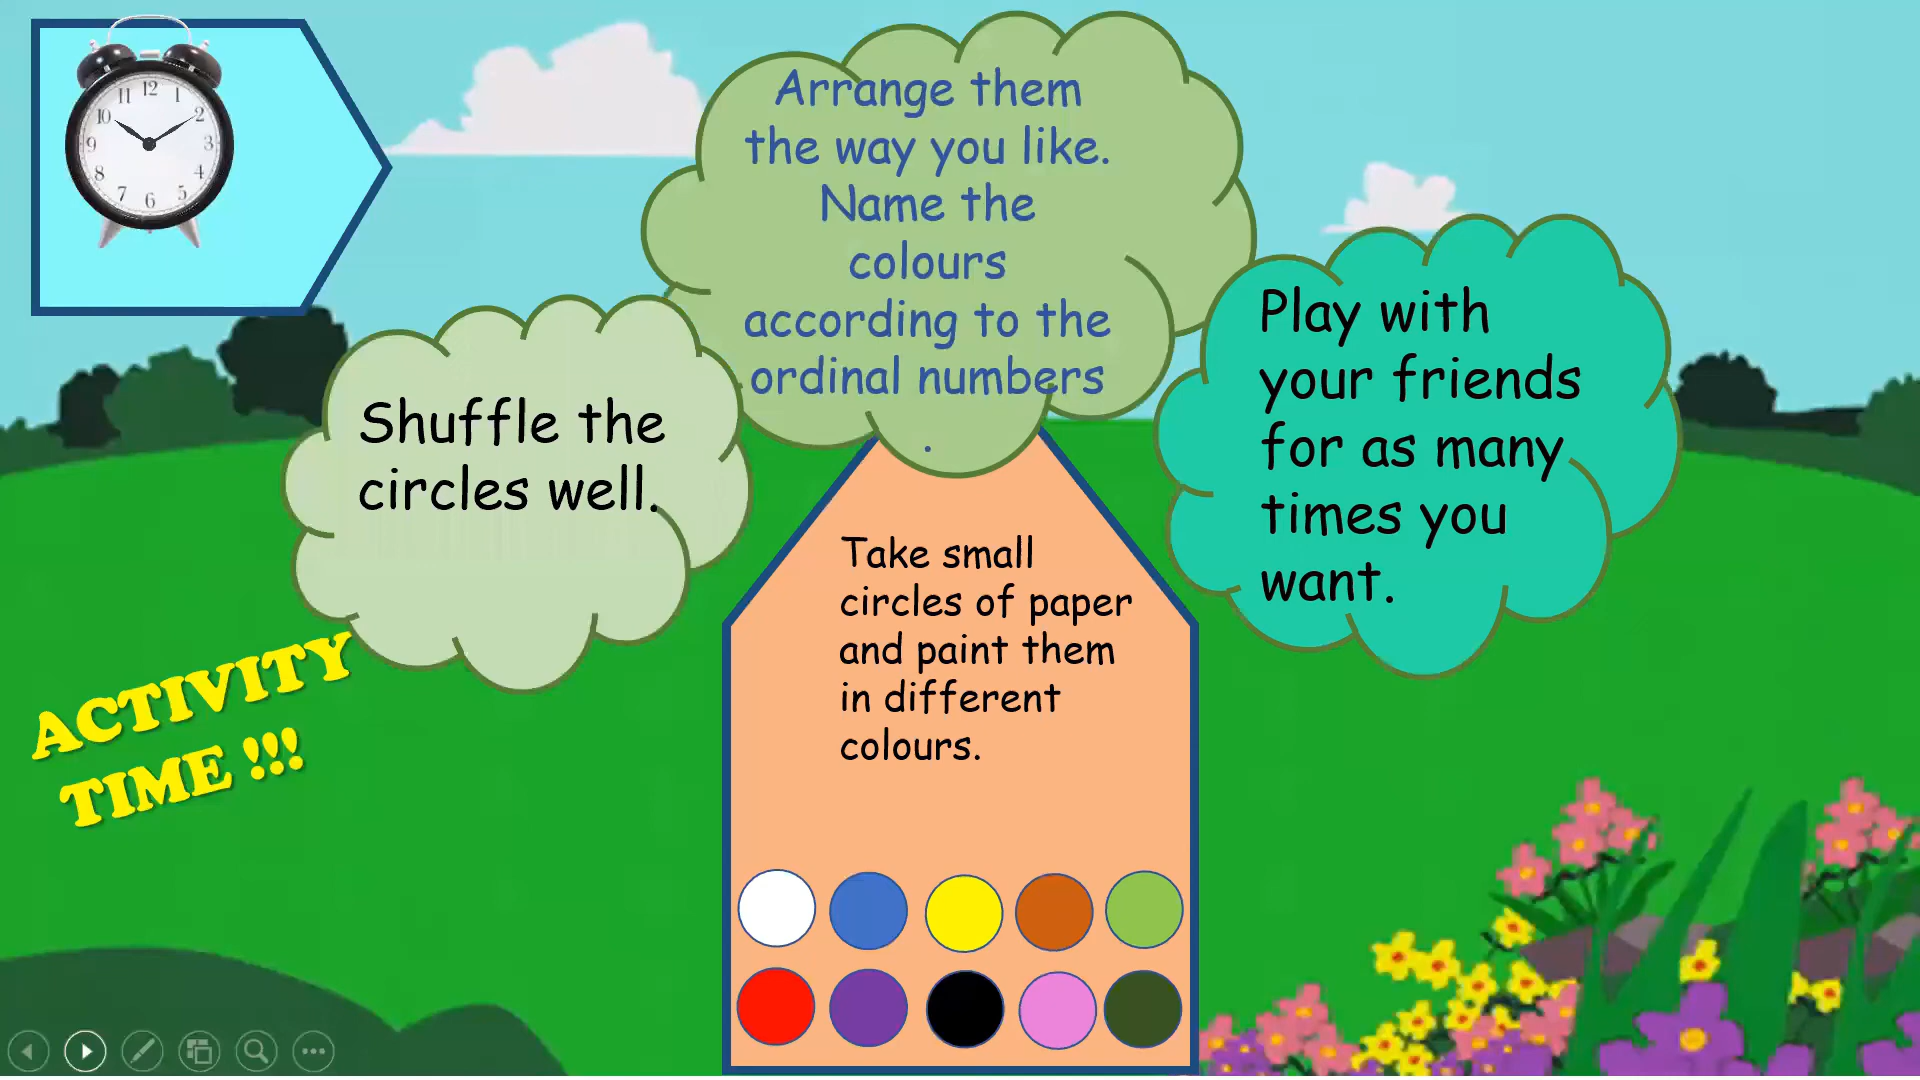 12
11
1
10
2
9
3
8
4
7
5
6
Arrange them
the way you like.
Name the
colours
according to the
ordinal numbers
.
Shuffle the
circles well.
Play with
your friends
for as many
times you
want.
Take small
circles of paper
and paint them
in different
colours.
ACTIVITY
TIME !!!